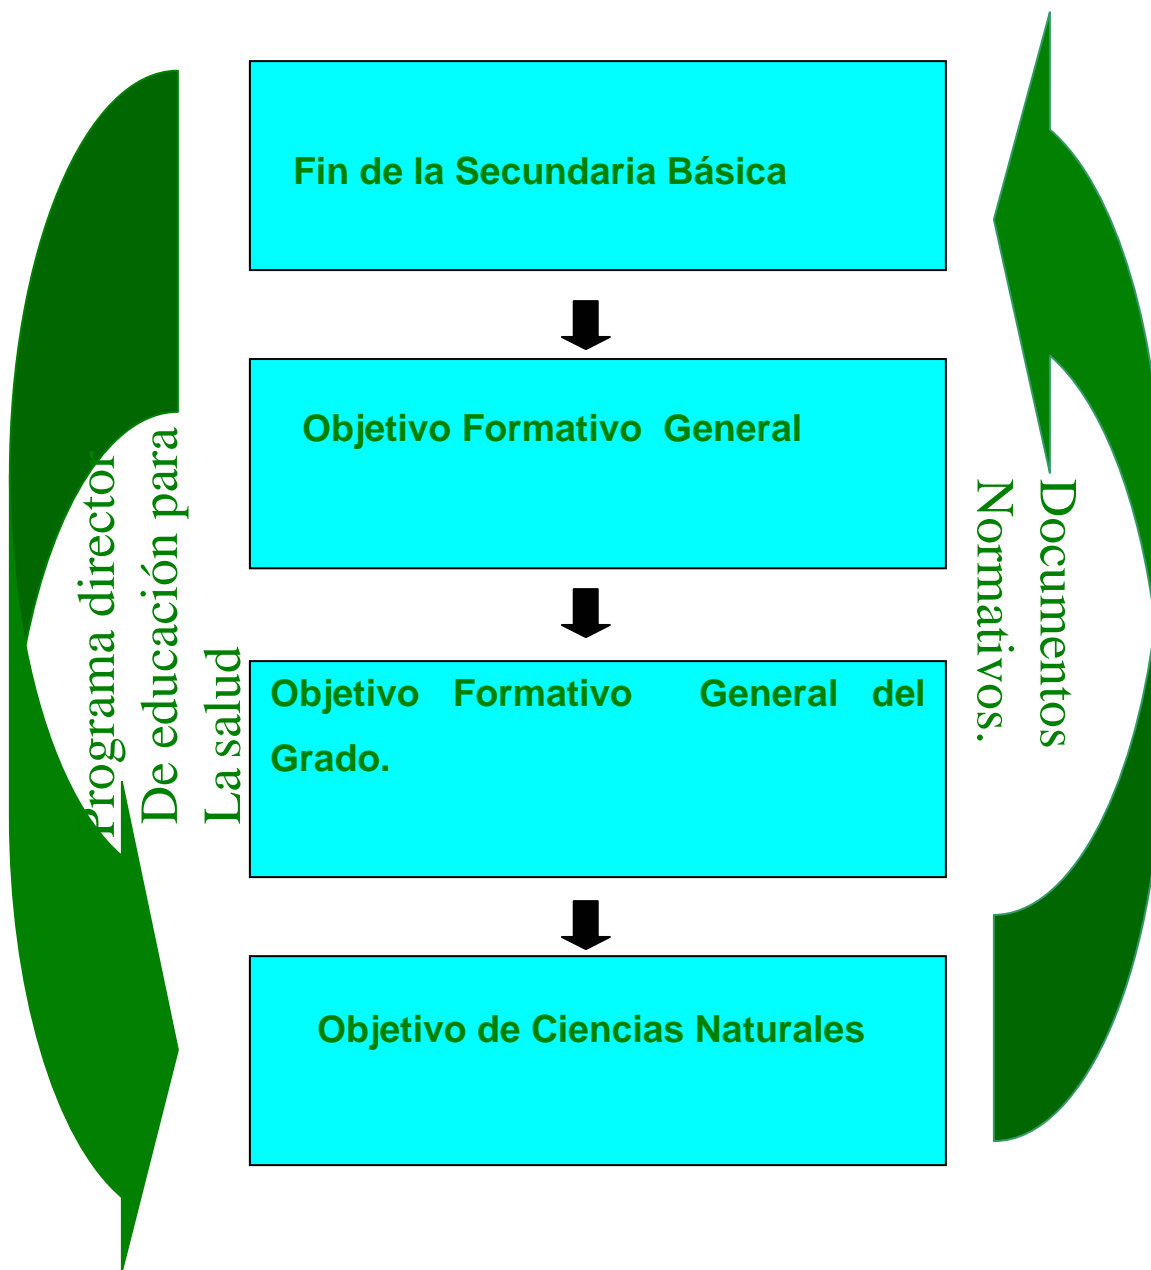 Fin de la Secundaria Básica
Objetivo Formativo General
Objetivo Formativo General del
Grado.
Objetivo de Ciencias Naturales
Programa director
De educación para
La salud
Documentos
Normativos.